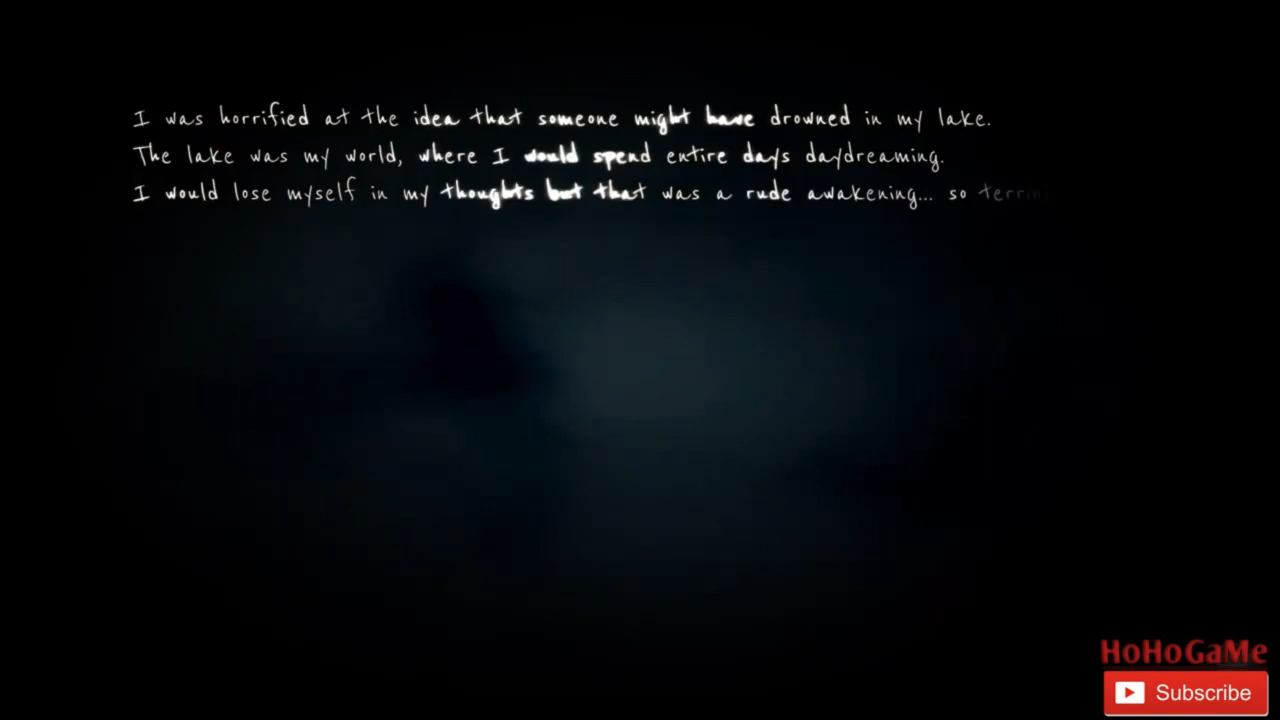 I was horrified at the idea that someone might have drowned in my lake.
The lake was my world, where I would spend entire days daydreaming.
I would lose myself in my thoughts but that was a rude awakening... so
HoHoGaMe
Subscribe